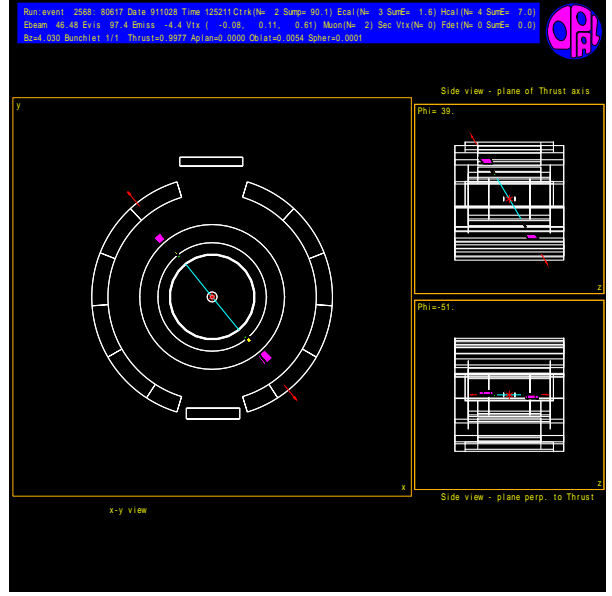 Run:event 2568: 80617 Date 911028 Time 125211 Ctrk(N= 2 Sump= 90.1) Ecal(N= 3 SumE= 1.6) Hcal(N= 4 SumE= 7.0)
Ebeam 46.48 Evis 97.4 Emiss -4.4 Vtx ( -0.08, 0.11, 0.61) Muon(N= 2) Sec Vtx(N= 0) Fdet(N= 0 SumE= 0.0)
Bz=4.030 Bunchlet 1/1 Thrust=0.9977 Aplan=0.0000 Oblat=0.0054 Spher=0.0001
OPAL
Side view - plane of Thrust axis
y
Phi= 39.
z
Phi=-51.
x
z
Side view - plane perp. to Thrust
x-y view